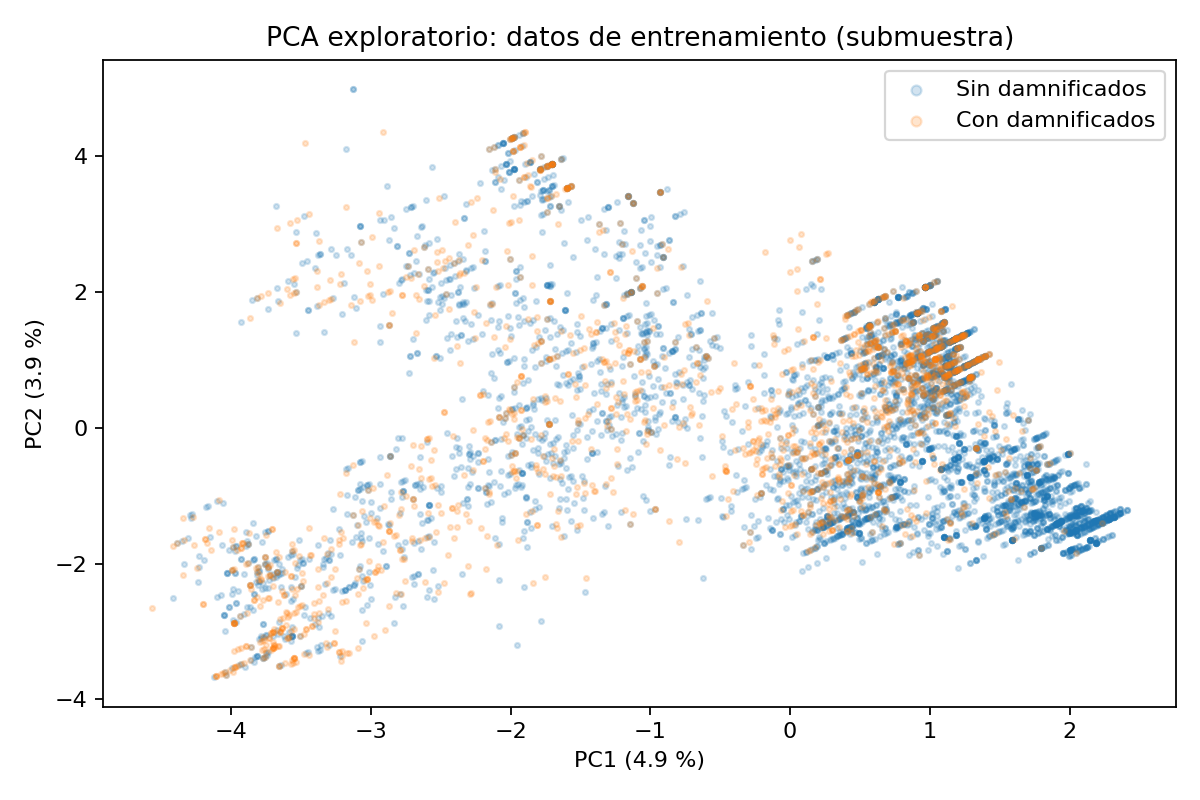 PCA exploratorio: datos de entrenamiento (submuestra)
Sin damnificados
Con damnificados
4
2
0
−2
−4
PC2 (3.9 %)
−4 −3 −2 −1 0 1 2
PC1 (4.9 %)